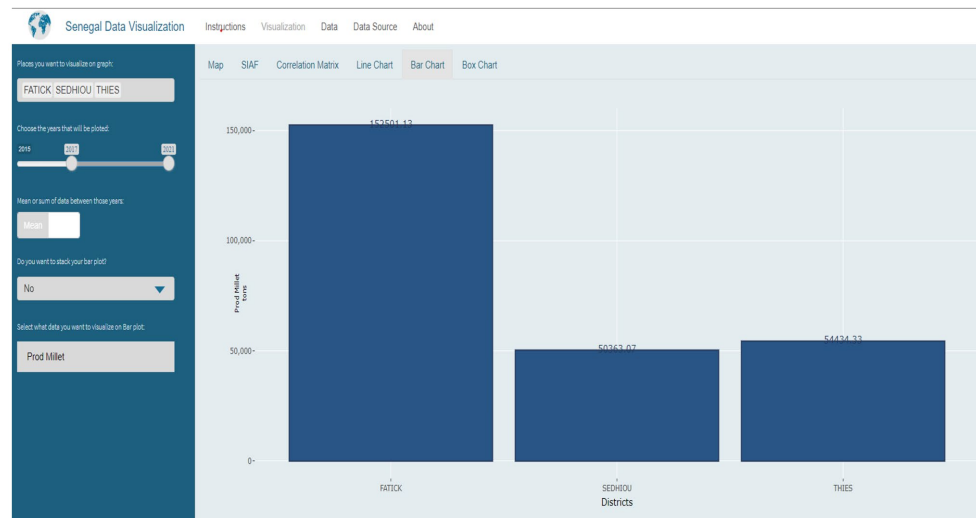 Senegal Data Visualization
Instructions Visualization Data Data Source About
Places you want to visualize on graph:
FATICK SEDHIOU THIES
Choose the years that will be ploted:
2015 2017 2021
Mean or sum of data between those years:
Mean
Do you want to stack your bar plot?
No
Select what data you want to visualize on Bar plot:
Prod Millet
Map SIAF Correlation Matrix Line Chart Bar Chart Box Chart
152501.13
150,000-
100,000-
Prod Millet
tons
54434.33
50363.07
50,000-
0-
FATICK SEDHIOU THIES
Districts